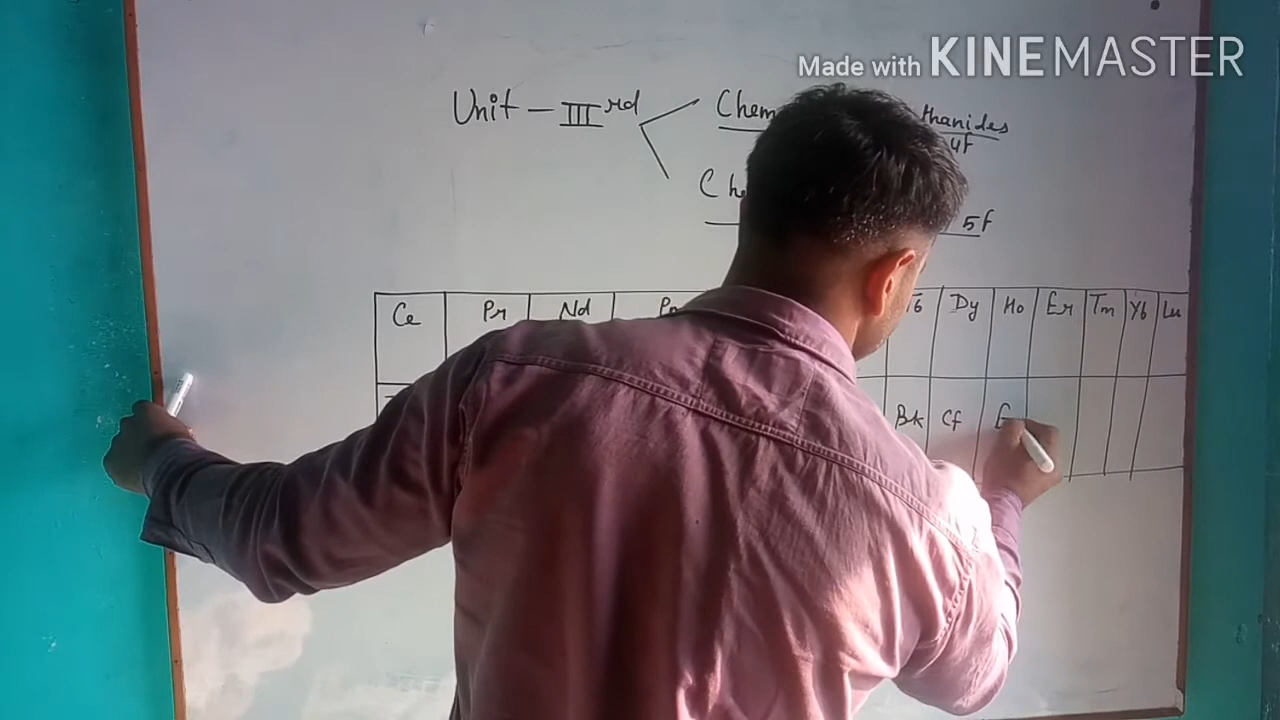 Made with KINEMASTER
Unit - IIIrd
Chem thanides
4f
Che
5f
Ce Pr Nd Tb Dy Ho Er Tm Yb Lu
Bk Cf E